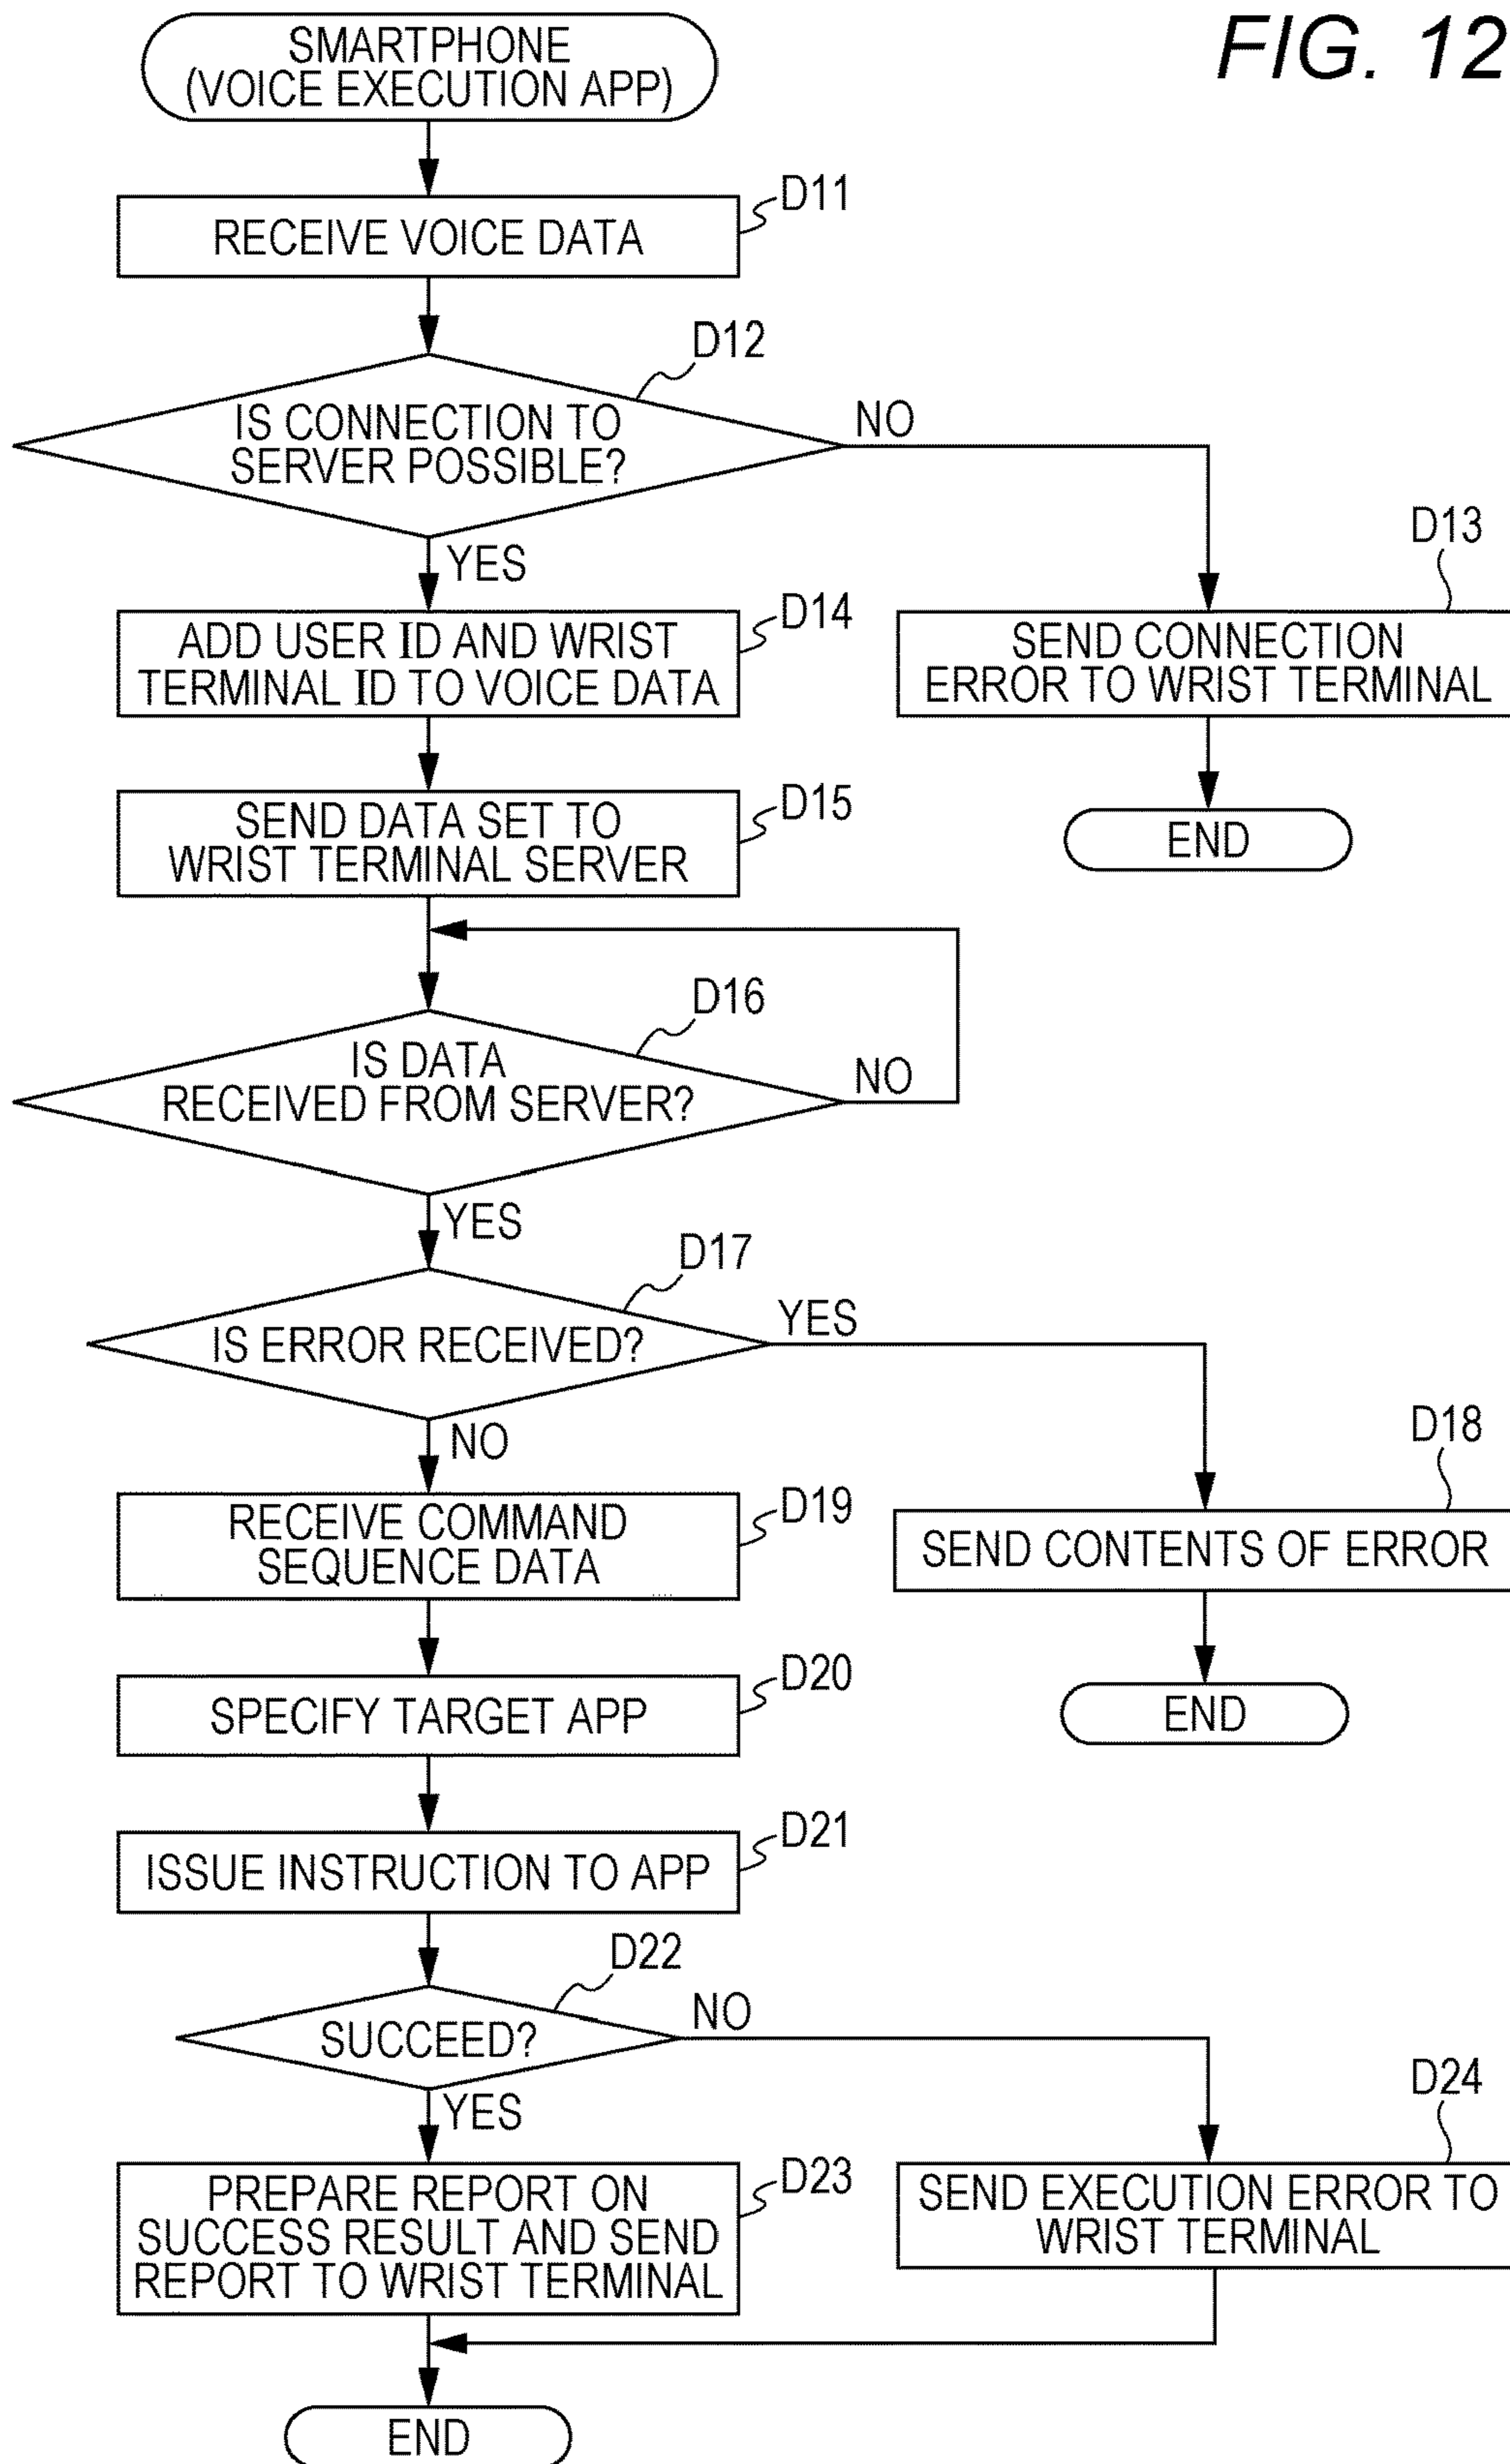 FIG. 12
SMARTPHONE
(VOICE EXECUTION APP)
D11
RECEIVE VOICE DATA
D12
IS CONNECTION TO
SERVER POSSIBLE?
NO
YES
D13
SEND CONNECTION
ERROR TO WRIST TERMINAL
END
D14
ADD USER ID AND WRIST
TERMINAL ID TO VOICE DATA
D15
SEND DATA SET TO
WRIST TERMINAL SERVER
D16
IS DATA
RECEIVED FROM SERVER?
NO
YES
D17
IS ERROR RECEIVED?
YES
NO
D18
SEND CONTENTS OF ERROR
END
D19
RECEIVE COMMAND
SEQUENCE DATA
D20
SPECIFY TARGET APP
D21
ISSUE INSTRUCTION TO APP
D22
SUCCEED?
NO
YES
D23
PREPARE REPORT ON
SUCCESS RESULT AND SEND
REPORT TO WRIST TERMINAL
D24
SEND EXECUTION ERROR TO
WRIST TERMINAL
END